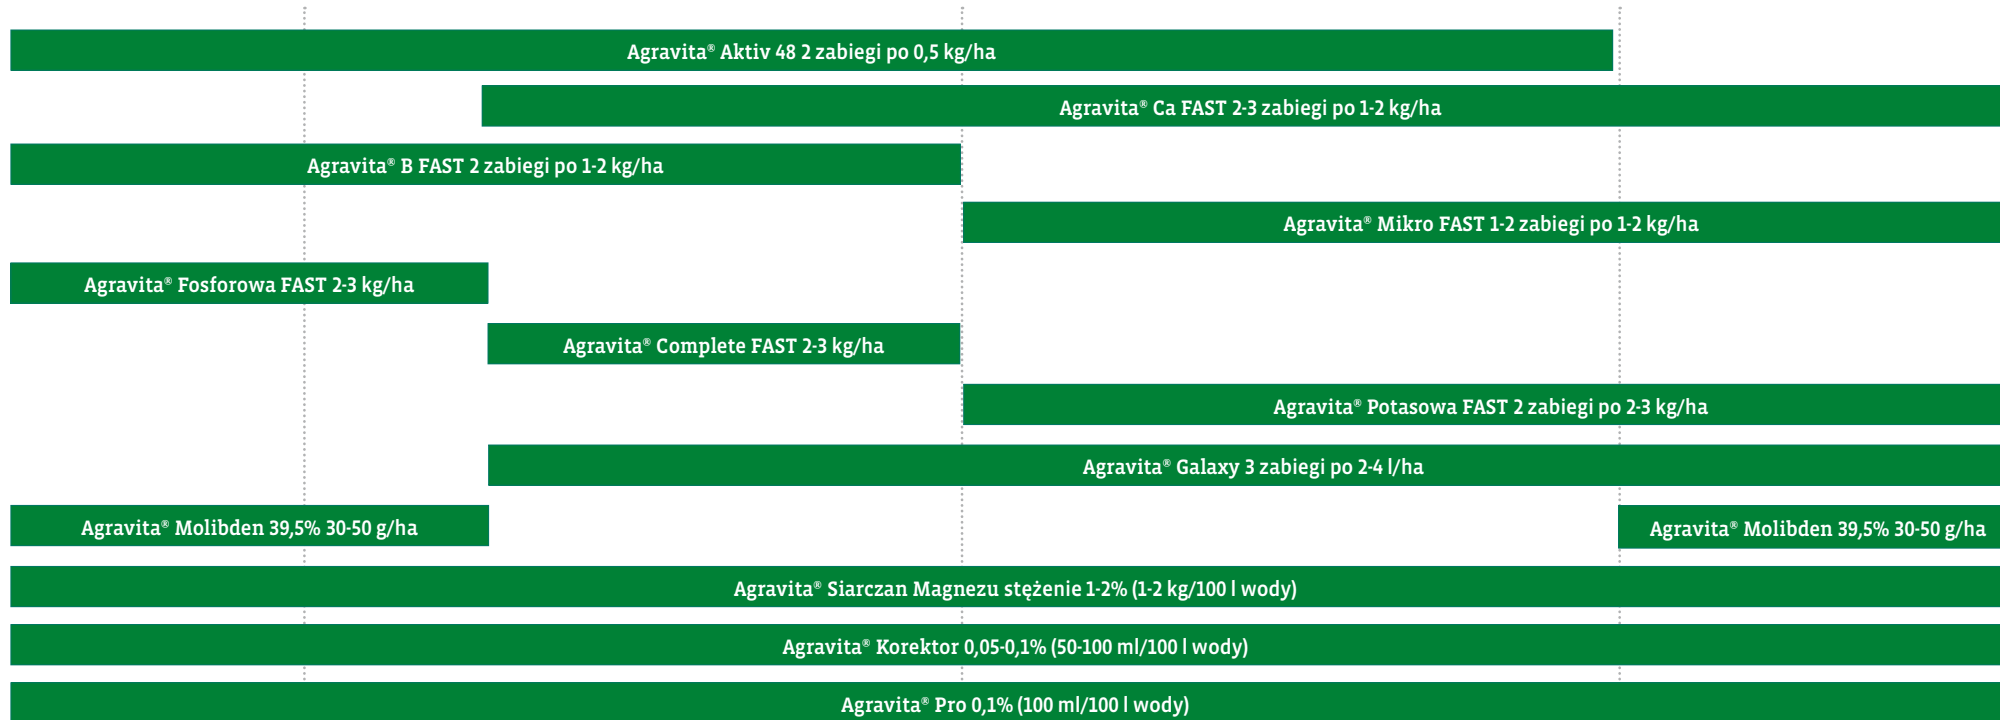 Agravita® Aktiv 48 2 zabiegi po 0,5 kg/ha
Agravita® Ca FAST 2-3 zabiegi po 1-2 kg/ha
Agravita® B FAST 2 zabiegi po 1-2 kg/ha
Agravita® Mikro FAST 1-2 zabiegi po 1-2 kg/ha
Agravita® Fosforowa FAST 2-3 kg/ha
Agravita® Complete FAST 2-3 kg/ha
Agravita® Potasowa FAST 2 zabiegi po 2-3 kg/ha
Agravita® Galaxy 3 zabiegi po 2-4 l/ha
Agravita® Molibden 39,5% 30-50 g/ha
Agravita® Molibden 39,5% 30-50 g/ha
Agravita® Siarczan Magnezu stężenie 1-2% (1-2 kg/100 l wody)
Agravita® Korektor 0,05-0,1% (50-100 ml/100 l wody)
Agravita® Pro 0,1% (100 ml/100 l wody)